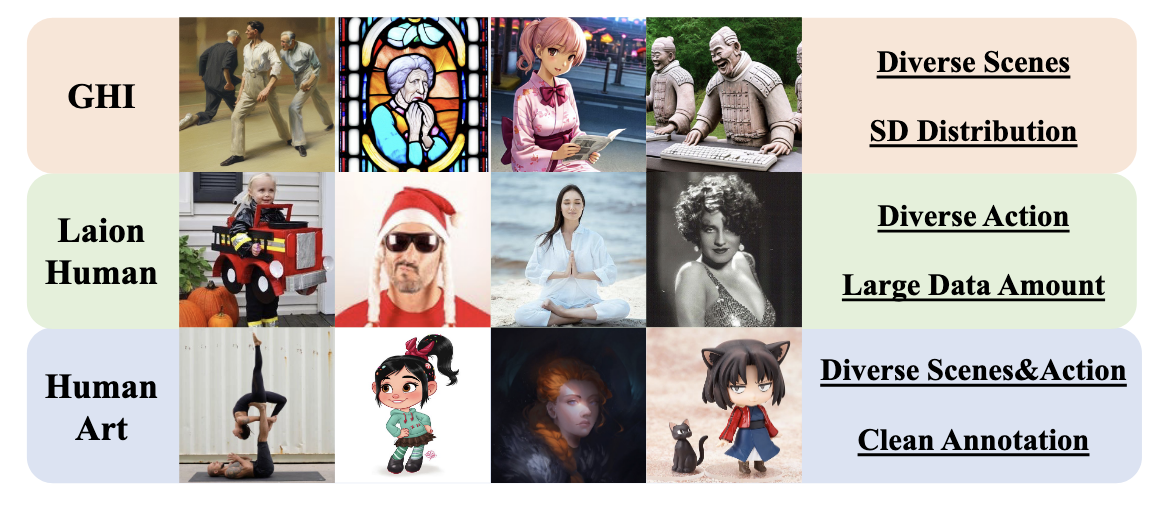 GHI
Diverse Scenes
SD Distribution
Laion
Human
Diverse Action
Large Data Amount
Human
Art
Diverse Scenes&Action
Clean Annotation